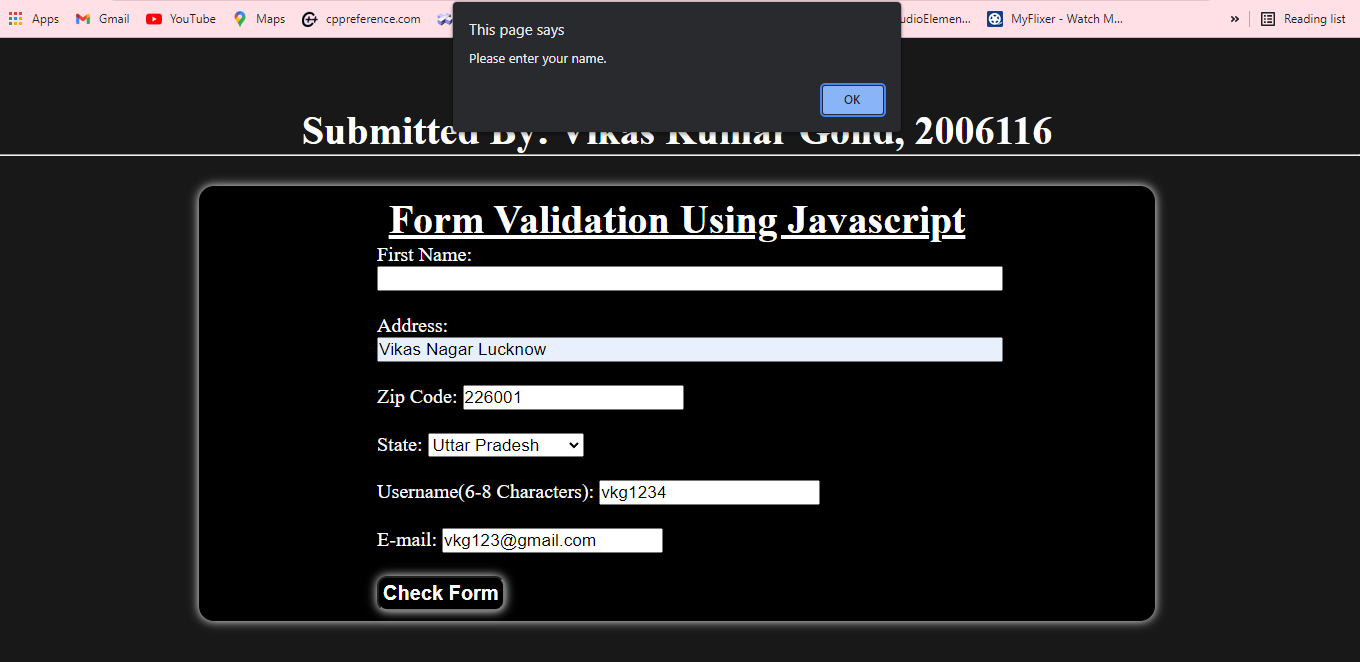 Apps Gmail YouTube Maps cppreference.com
MyFlixer - Watch M... » Reading list
This page says
Please enter your name.
OK
Submitted By: Vikas Kumar Gond, 2006116
Form Validation Using Javascript
First Name:
Address:
Vikas Nagar Lucknow
Zip Code: 226001
State: Uttar Pradesh
Username(6-8 Characters): vkg1234
E-mail: vkg123@gmail.com
Check Form